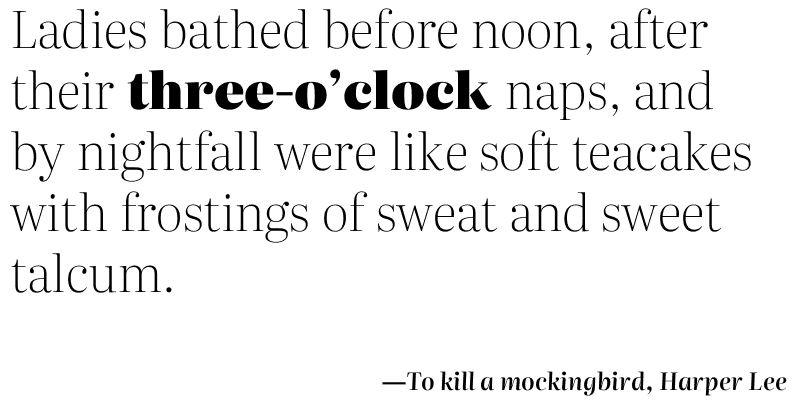 Ladies bathed before noon, after
their three-o’clock naps, and
by nightfall were like soft teacakes
with frostings of sweat and sweet
talcum.
—To kill a mockingbird, Harper Lee